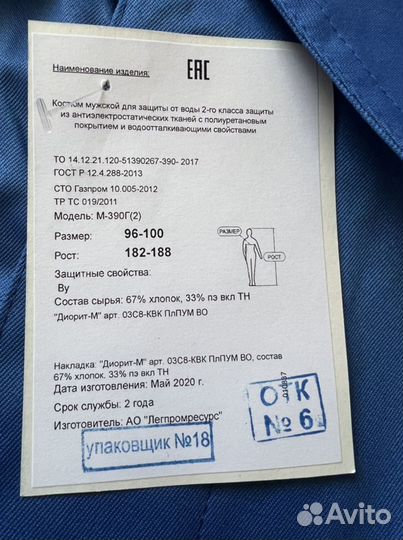 Наименование изделия:
EAC
Костюм мужской для защиты от воды 2-го класса защиты
из антиэлектростатических тканей с полиуретановым
покрытием и водоотталкивающими свойствами
ТО 14.12.21.120-51390267-390- 2017
ГОСТ Р 12.4.288-2013
СТО Газпром 10.005-2012
ТР ТС 019/2011
Модель: М-390Г(2)
Размер: 96-100
Рост: 182-188
РАЗМЕР
РОСТ
Защитные свойства:
Ву
Состав сырья: 67% хлопок, 33% пэ вкл ТН
"Диорит-М" арт. 03С8-КВК ПлПУМ ВО
Накладка: "Диорит-М" арт. 03С8-КВК ПлПУМ ВО, состав
67% хлопок, 33% пэ вкл ТН
Дата изготовления: Май 2020 г.
Срок службы: 2 года
Изготовитель: АО "Легпромресурс"
упаковщик №18
ОТК
№ 6
Avito